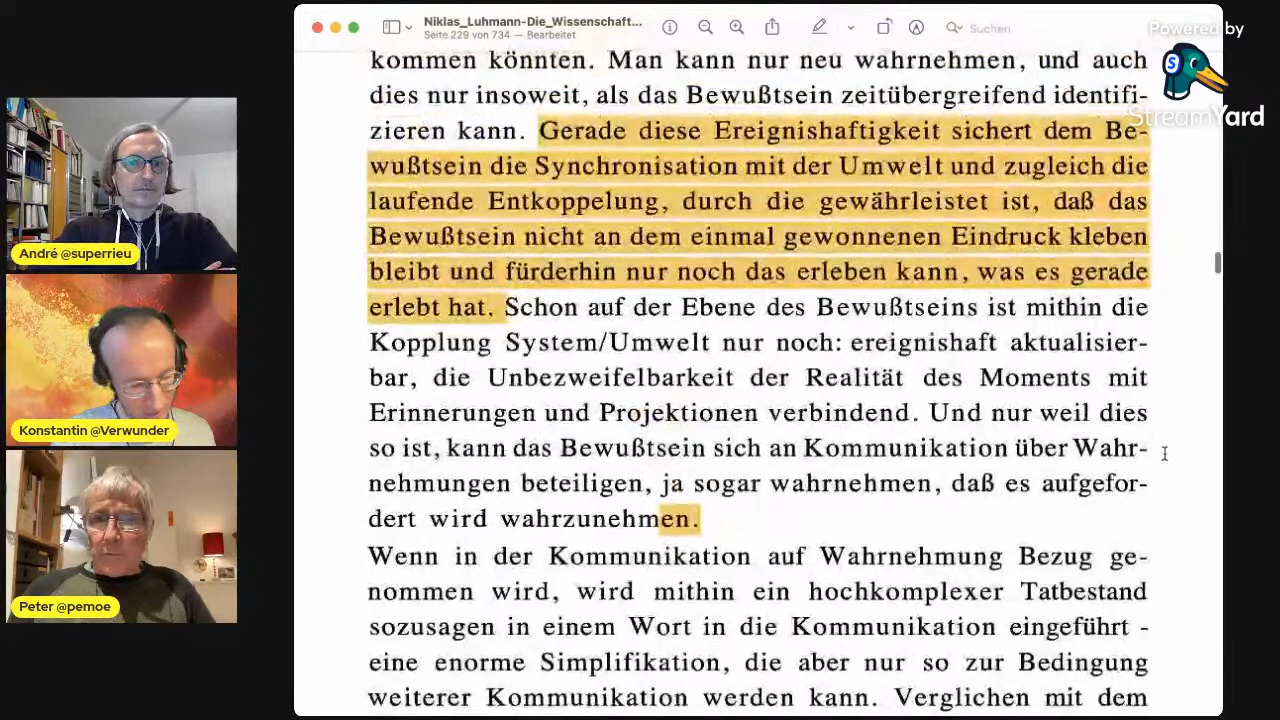 Niklas_Luhmann-Die_Wissenschaft...
Seite 229 von 734 — Bearbeitet
Suchen
Powered by
StreamYard
kommen könnten. Man kann nur neu wahrnehmen, und auch
dies nur insoweit, als das Bewußtsein zeitübergreifend identifi-
zieren kann. Gerade diese Ereignishaftigkeit sichert dem Be-
wußtsein die Synchronisation mit der Umwelt und zugleich die
laufende Entkoppelung, durch die gewährleistet ist, daß das
Bewußtsein nicht an dem einmal gewonnenen Eindruck kleben
bleibt und fürderhin nur noch das erleben kann, was es gerade
erlebt hat. Schon auf der Ebene des Bewußtseins ist mithin die
Kopplung System/Umwelt nur noch: ereignishaft aktualisier-
bar, die Unbezweifelbarkeit der Realität des Moments mit
Erinnerungen und Projektionen verbindend. Und nur weil dies
so ist, kann das Bewußtsein sich an Kommunikation über Wahr-
nehmungen beteiligen, ja sogar wahrnehmen, daß es aufgefor-
dert wird wahrzunehmen.
Wenn in der Kommunikation auf Wahrnehmung Bezug ge-
nommen wird, wird mithin ein hochkomplexer Tatbestand
sozusagen in einem Wort in die Kommunikation eingeführt -
eine enorme Simplifikation, die aber nur so zur Bedingung
weiterer Kommunikation werden kann. Verglichen mit dem
André @superrieu
Konstantin @Verwunder
Peter @pemoe